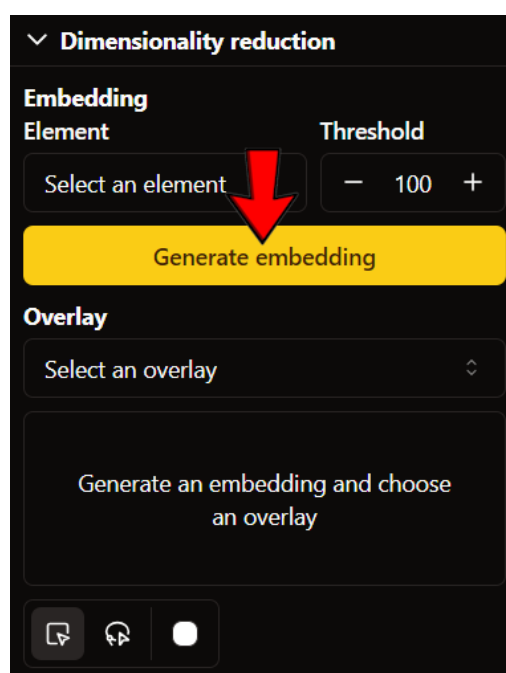 Dimensionality reduction
Embedding
Element Threshold
Select an element − 100 +
Generate embedding
Overlay
Select an overlay
Generate an embedding and choose
an overlay